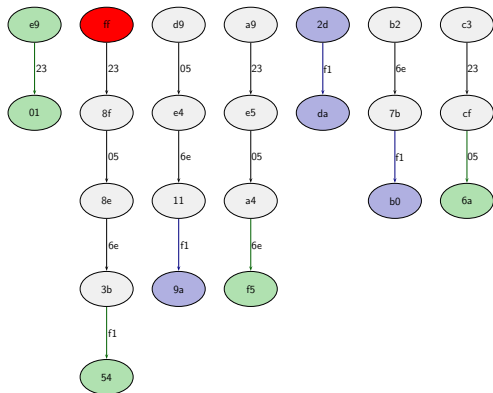 e9 ff d9 a9 2d b2 c3
23 23 05 23 f1 6e 23
01 8f e4 e5 da 7b cf
05 6e 05 f1 05
8e 11 a4 b0 6a
6e f1 6e
3b 9a f5
f1
54